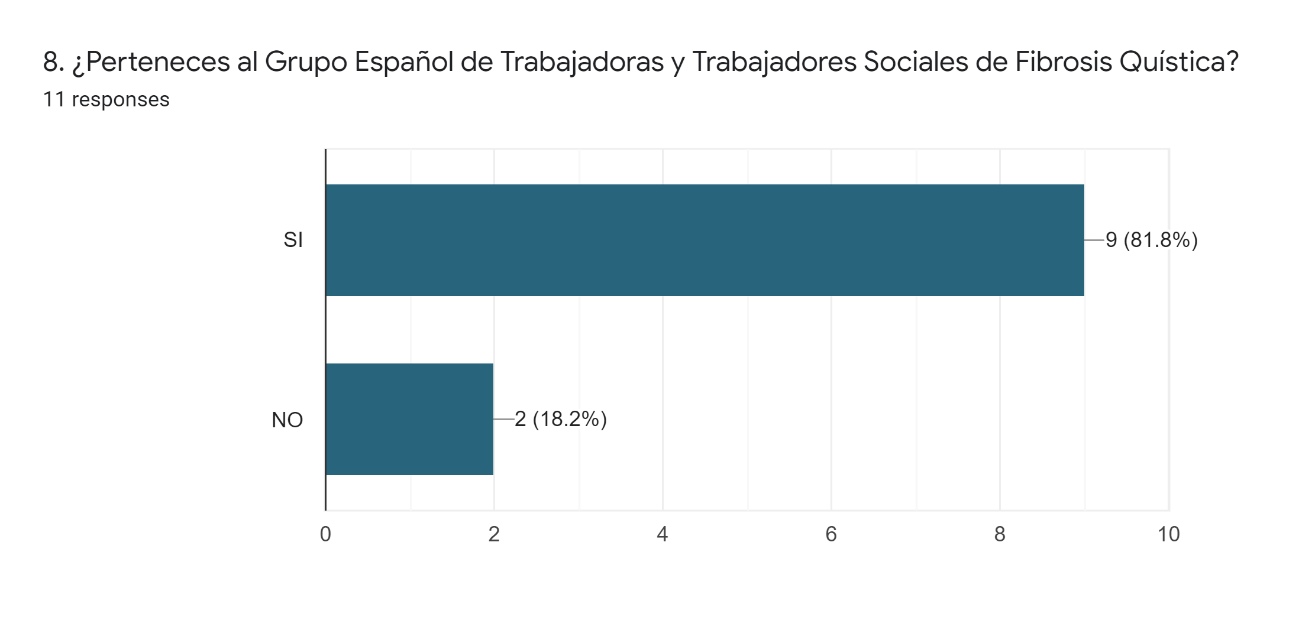 8. ¿Perteneces al Grupo Español de Trabajadoras y Trabajadores Sociales de Fibrosis Quística?
11 responses
SI
9 (81.8%)
NO
2 (18.2%)
0 2 4 6 8 10